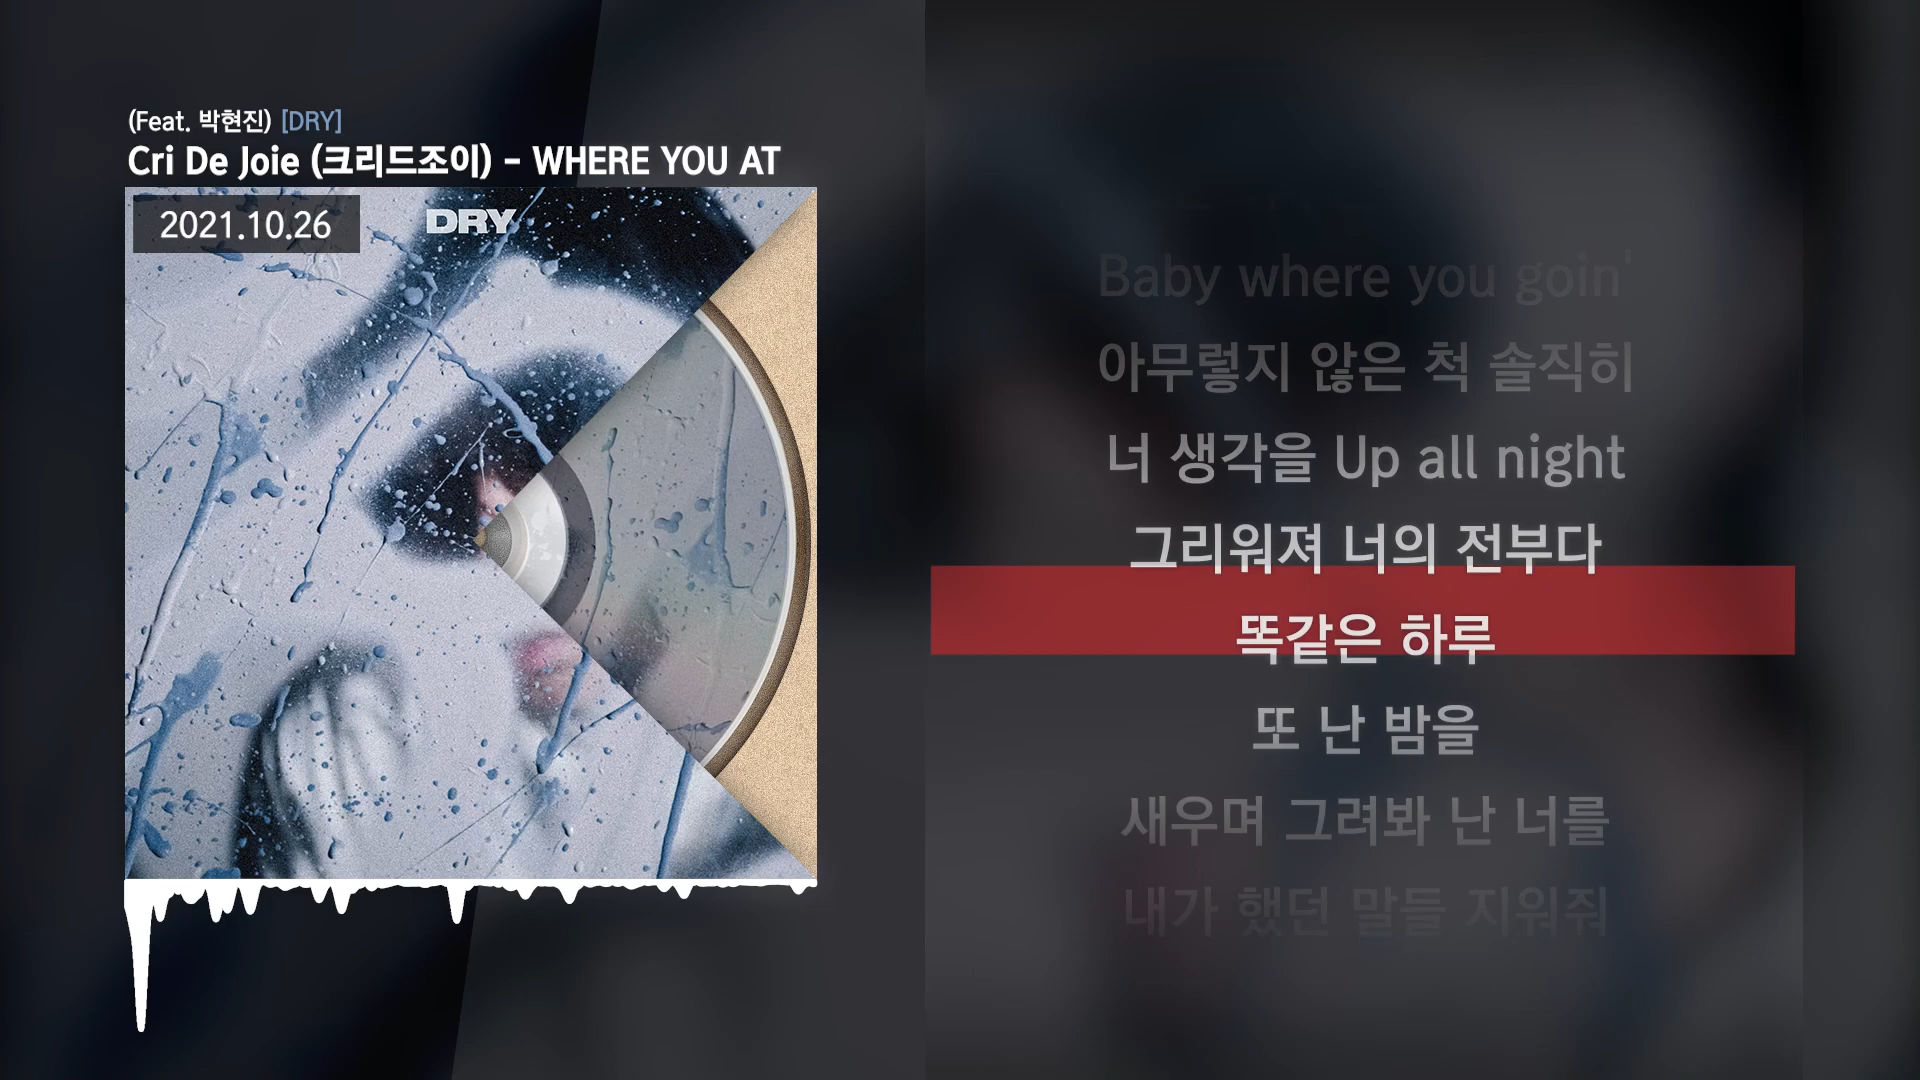 (Feat. 박현진) [DRY]
Cri De Joie (크리드조이) - WHERE YOU AT
2021.10.26
DRY
Baby where you goin'
아무렇지 않은 척 솔직히
너 생각을 Up all night
그리워져 너의 전부다
똑같은 하루
또 난 밤을
새우며 그려봐 난 너를
내가 했던 말들 지워줘